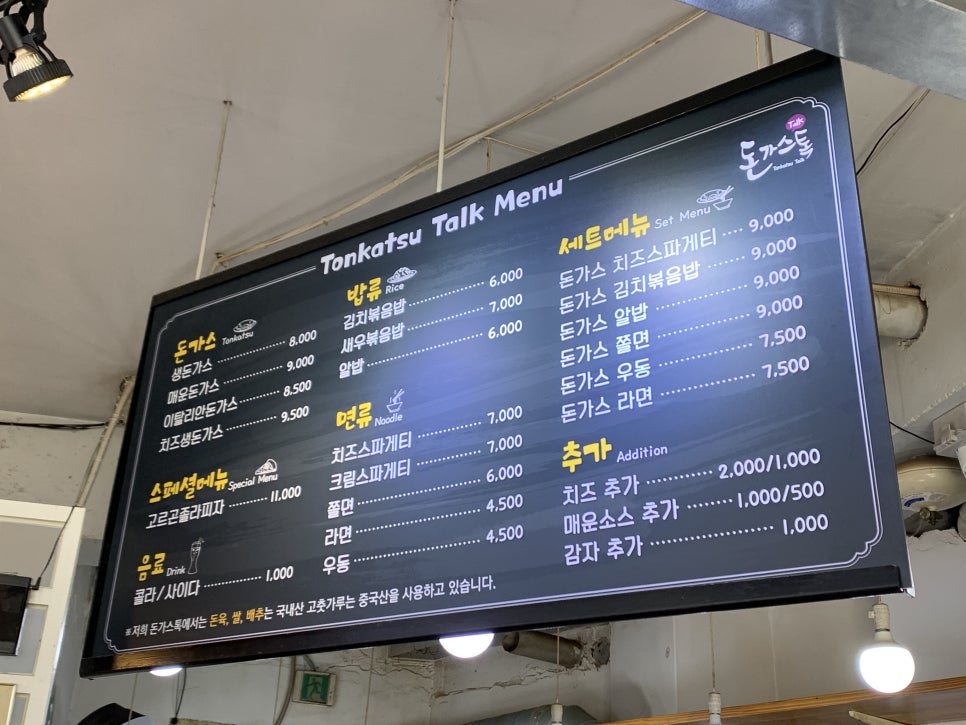 Talk
돈가스톡
Tonkatsu Talk
Tonkatsu Talk Menu
돈가스 Tonkatsu
생돈가스 8,000
매운돈가스 9,000
이탈리안돈가스 8,500
치즈생돈가스 9,500
스페셜메뉴 Special Menu
고르곤졸라피자 11,000
음료 Drink
콜라/사이다 1,000
밥류 Rice
김치볶음밥 6,000
새우볶음밥 7,000
알밥 6,000
면류 Noodle
치즈스파게티 7,000
크림스파게티 7,000
쫄면 6,000
라면 4,500
우동 4,500
세트메뉴 Set Menu
돈가스 치즈스파게티 9,000
돈가스 김치볶음밥 9,000
돈가스 알밥 9,000
돈가스 쫄면 9,000
돈가스 우동 7,500
돈가스 라면 7,500
추가 Addition
치즈 추가 2,000/1,000
매운소스 추가 1,000/500
감자 추가 1,000
※저희 돈가스톡에서는 돈육, 쌀, 배추는 국내산 고춧가루는 중국산을 사용하고 있습니다.